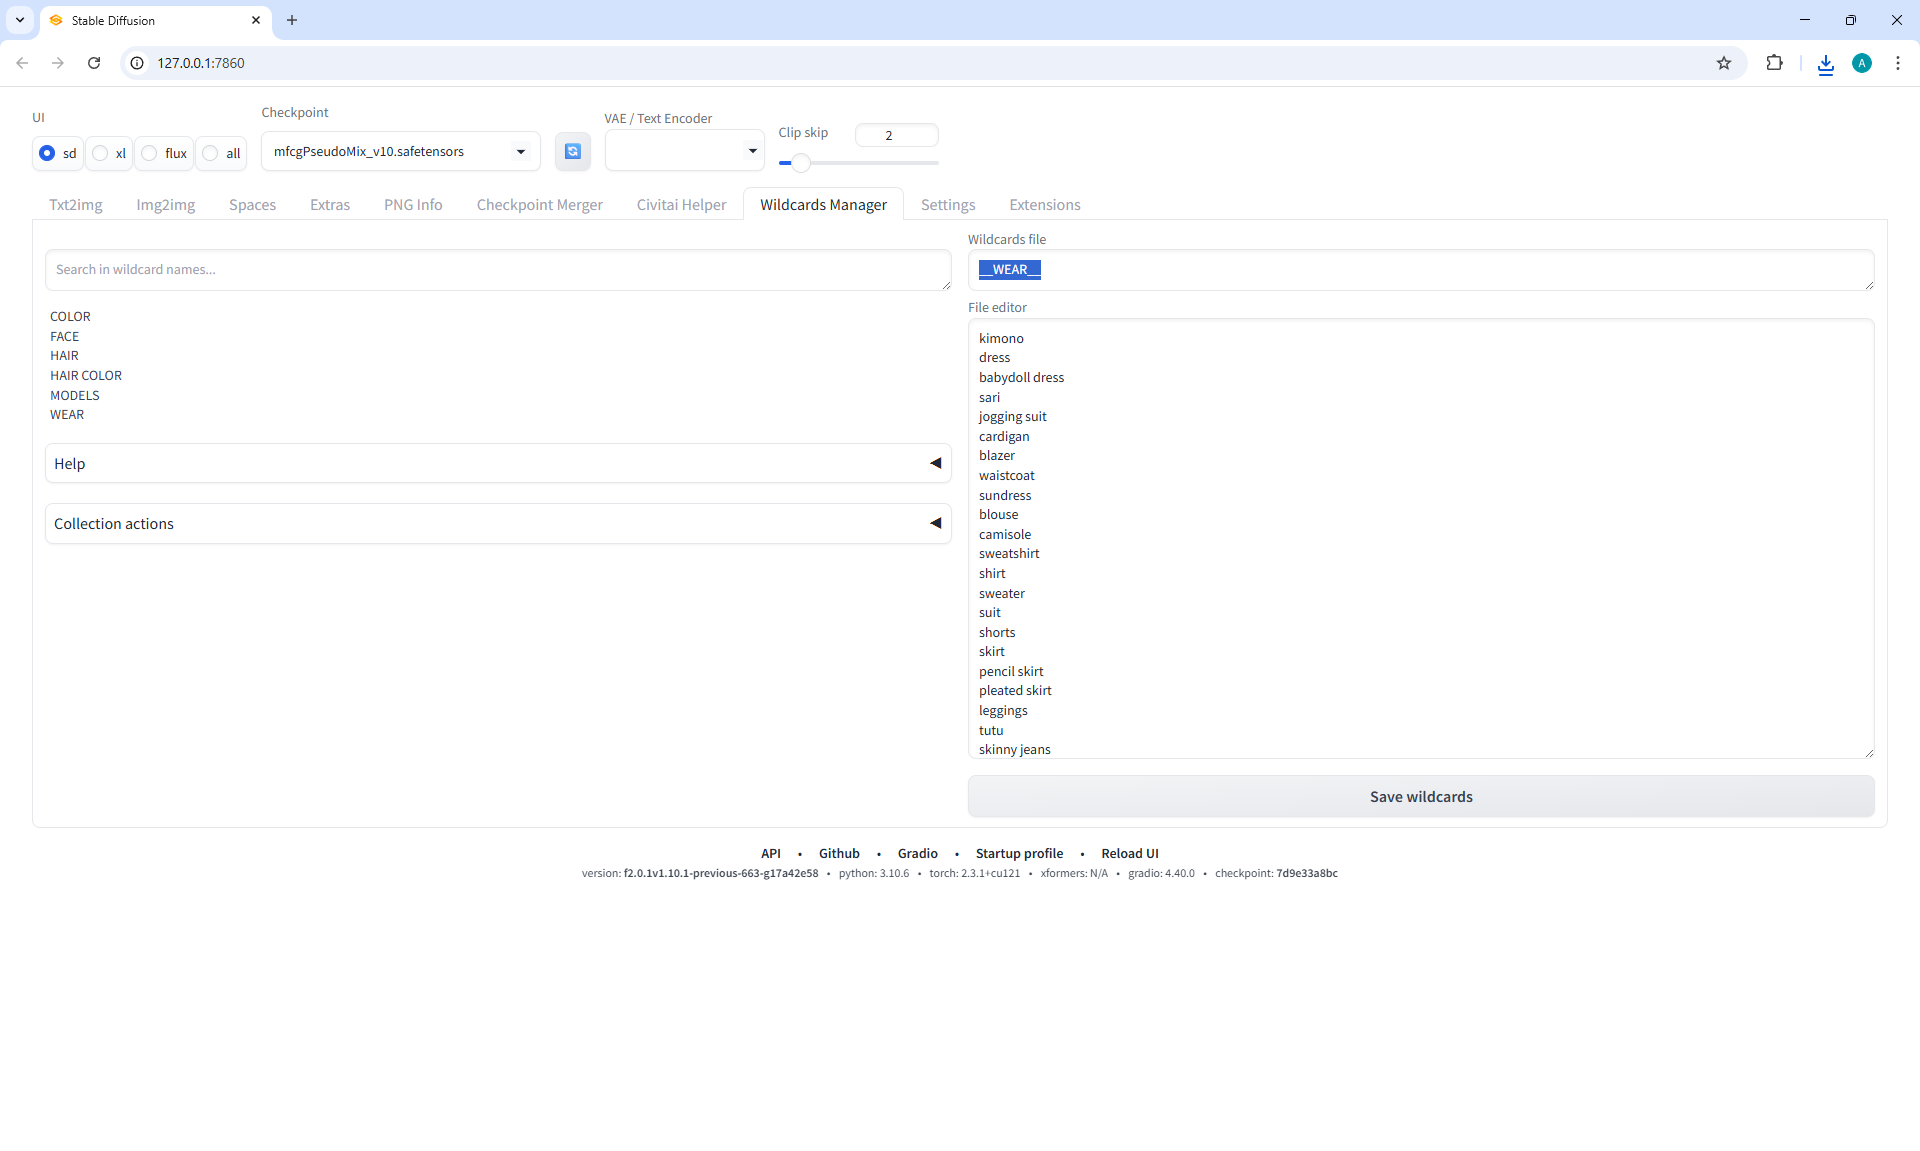 Stable Diffusion
127.0.0.1:7860
A
UI
sd
xl
flux
all
Checkpoint
mfcgPseudoMix_v10.safetensors
VAE / Text Encoder
Clip skip
2
Txt2img
Img2img
Spaces
Extras
PNG Info
Checkpoint Merger
Civitai Helper
Wildcards Manager
Settings
Extensions
Search in wildcard names...
COLOR
FACE
HAIR
HAIR COLOR
MODELS
WEAR
Help
Collection actions
Wildcards file
__WEAR__
File editor
kimono
dress
babydoll dress
sari
jogging suit
cardigan
blazer
waistcoat
sundress
blouse
camisole
sweatshirt
shirt
sweater
suit
shorts
skirt
pencil skirt
pleated skirt
leggings
tutu
skinny jeans
Save wildcards
API • Github • Gradio • Startup profile • Reload UI
version: f2.0.1v1.10.1-previous-663-g17a42e58 • python: 3.10.6 • torch: 2.3.1+cu121 • xformers: N/A • gradio: 4.40.0 • checkpoint: 7d9e33a8bc